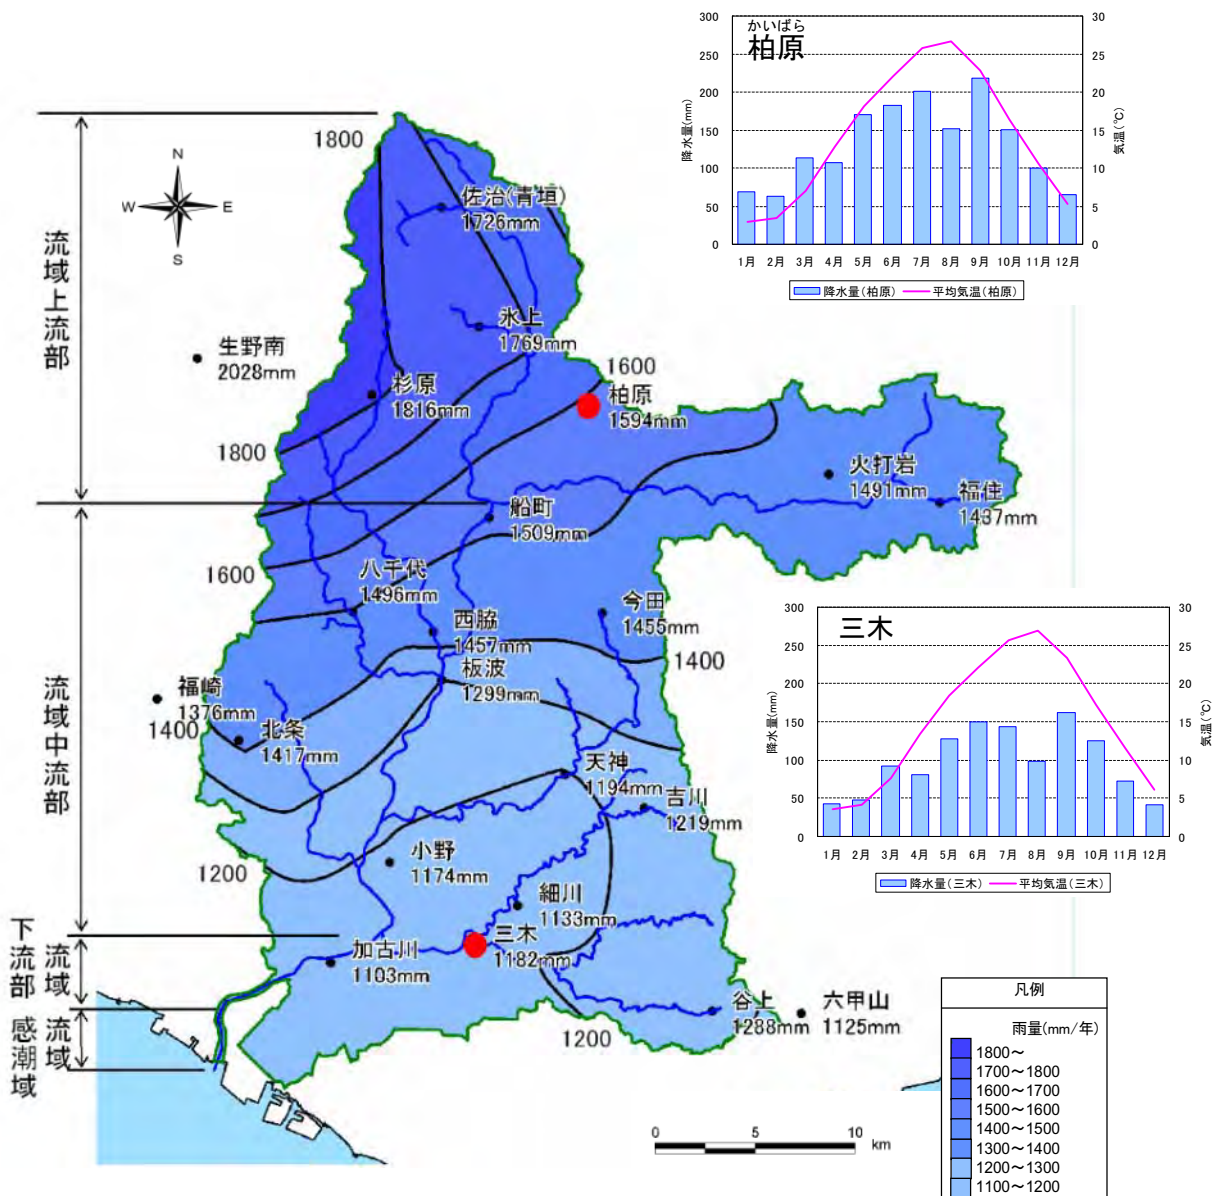 かいばら
柏原
300
250
200
150
100
50
0
降水量(mm)
30
25
20
15
10
5
0
気温(℃)
1月 2月 3月 4月 5月 6月 7月 8月 9月 10月 11月 12月
降水量(柏原) 平均気温(柏原)
N
W E
S
流域上流部
流域中流部
流域下流部
流域感潮域
1800
佐治(青垣)
1726mm
氷上
1769mm
生野南
2028mm
杉原
1816mm
1600
柏原
1594mm
1800
火打岩
1491mm
福住
1437mm
船町
1509mm
1600
八千代
1496mm
今田
1455mm
西脇
1457mm
1400
板波
1299mm
福崎
1376mm
1400
北条
1417mm
天神
1194mm
吉川
1219mm
小野
1174mm
1200
細川
1133mm
三木
1182mm
加古川
1103mm
谷上
1288mm
六甲山
1125mm
1200
三木
300
250
200
150
100
50
0
降水量(mm)
30
25
20
15
10
5
0
気温(℃)
1月 2月 3月 4月 5月 6月 7月 8月 9月 10月 11月 12月
降水量(三木) 平均気温(三木)
0 5 10 km
凡例
雨量(mm/年)
1800～
1700～1800
1600～1700
1500～1600
1400～1500
1300～1400
1200～1300
1100～1200